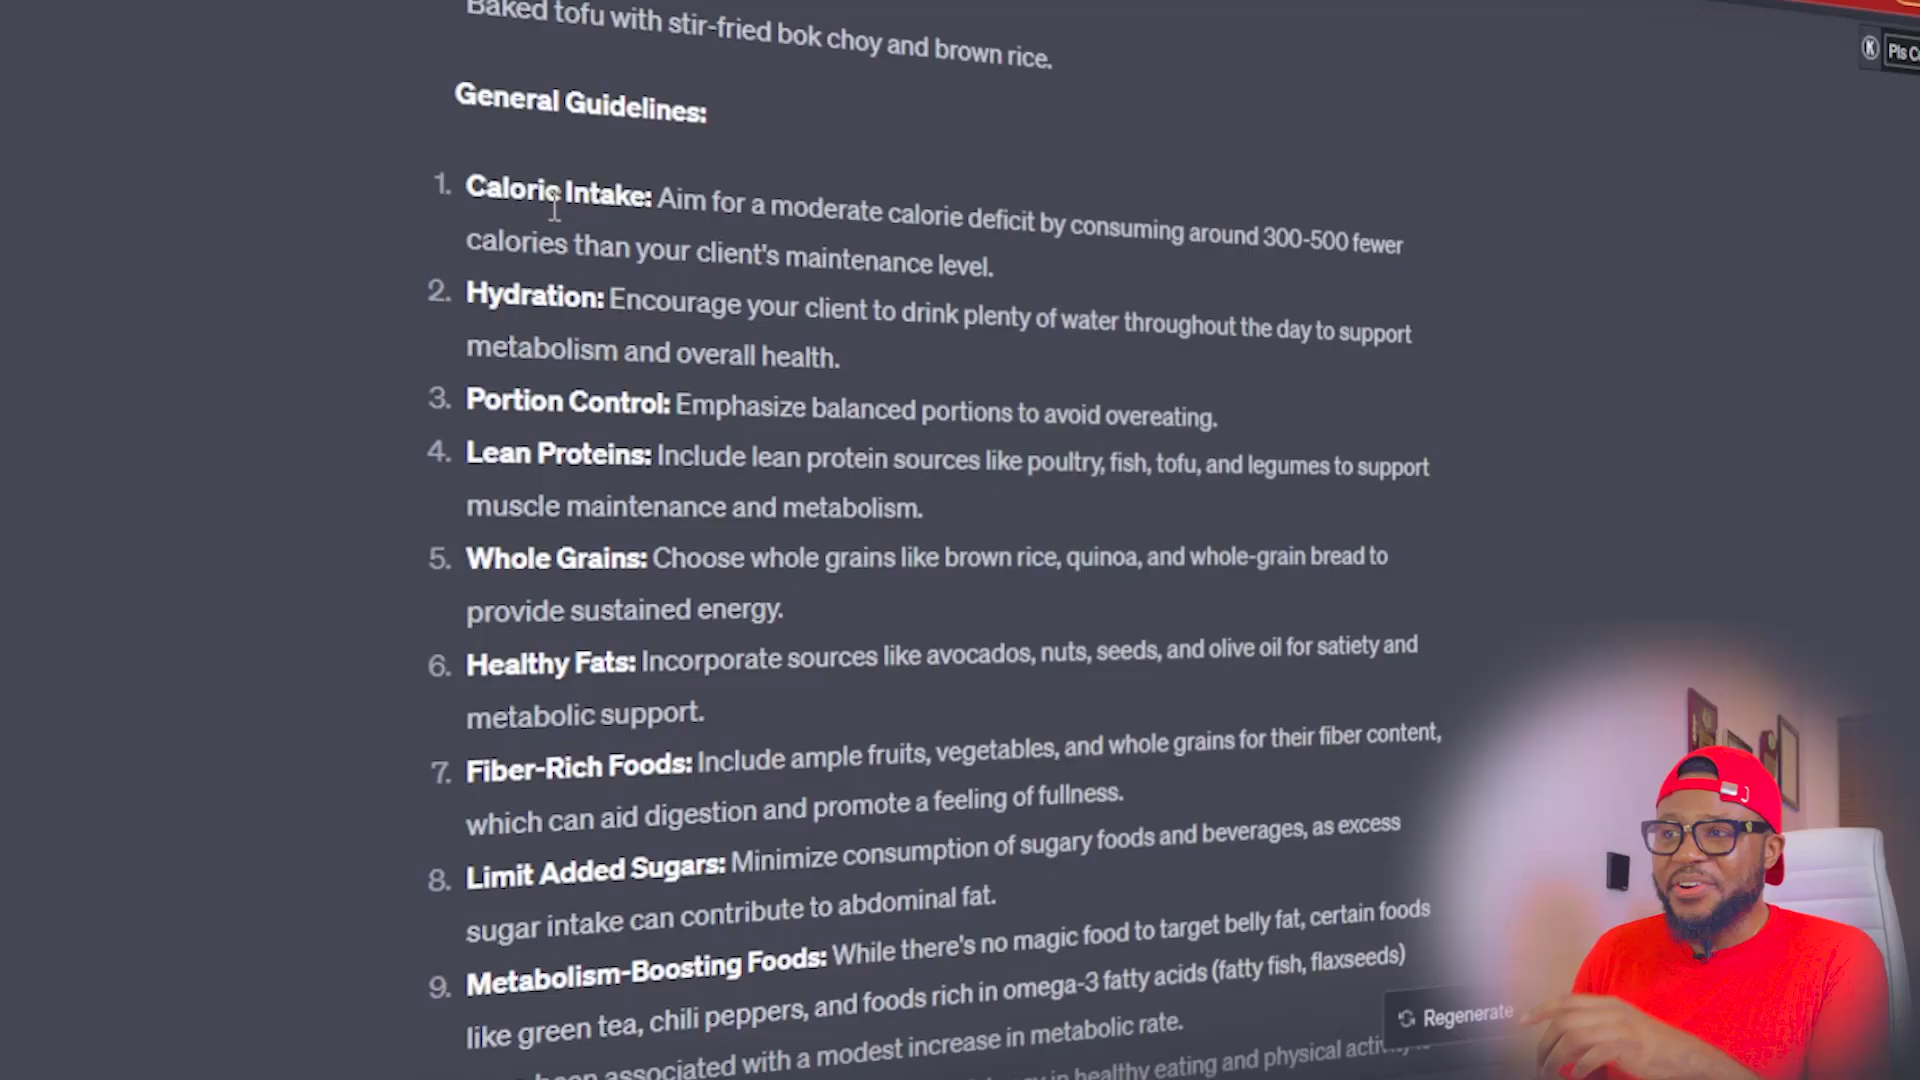 Baked tofu with stir-fried bok choy and brown rice.
General Guidelines:
1. Caloric Intake: Aim for a moderate calorie deficit by consuming around 300-500 fewer
calories than your client's maintenance level.
2. Hydration: Encourage your client to drink plenty of water throughout the day to support
metabolism and overall health.
3. Portion Control: Emphasize balanced portions to avoid overeating.
4. Lean Proteins: Include lean protein sources like poultry, fish, tofu, and legumes to support
muscle maintenance and metabolism.
5. Whole Grains: Choose whole grains like brown rice, quinoa, and whole-grain bread to
provide sustained energy.
6. Healthy Fats: Incorporate sources like avocados, nuts, seeds, and olive oil for satiety and
metabolic support.
7. Fiber-Rich Foods: Include ample fruits, vegetables, and whole grains for their fiber content,
which can aid digestion and promote a feeling of fullness.
8. Limit Added Sugars: Minimize consumption of sugary foods and beverages, as excess
sugar intake can contribute to abdominal fat.
9. Metabolism-Boosting Foods: While there's no magic food to target belly fat, certain foods
like green tea, chili peppers, and foods rich in omega-3 fatty acids (fatty fish, flaxseeds)
been associated with a modest increase in metabolic rate.
in healthy eating and physical
Regenerate
K Pls